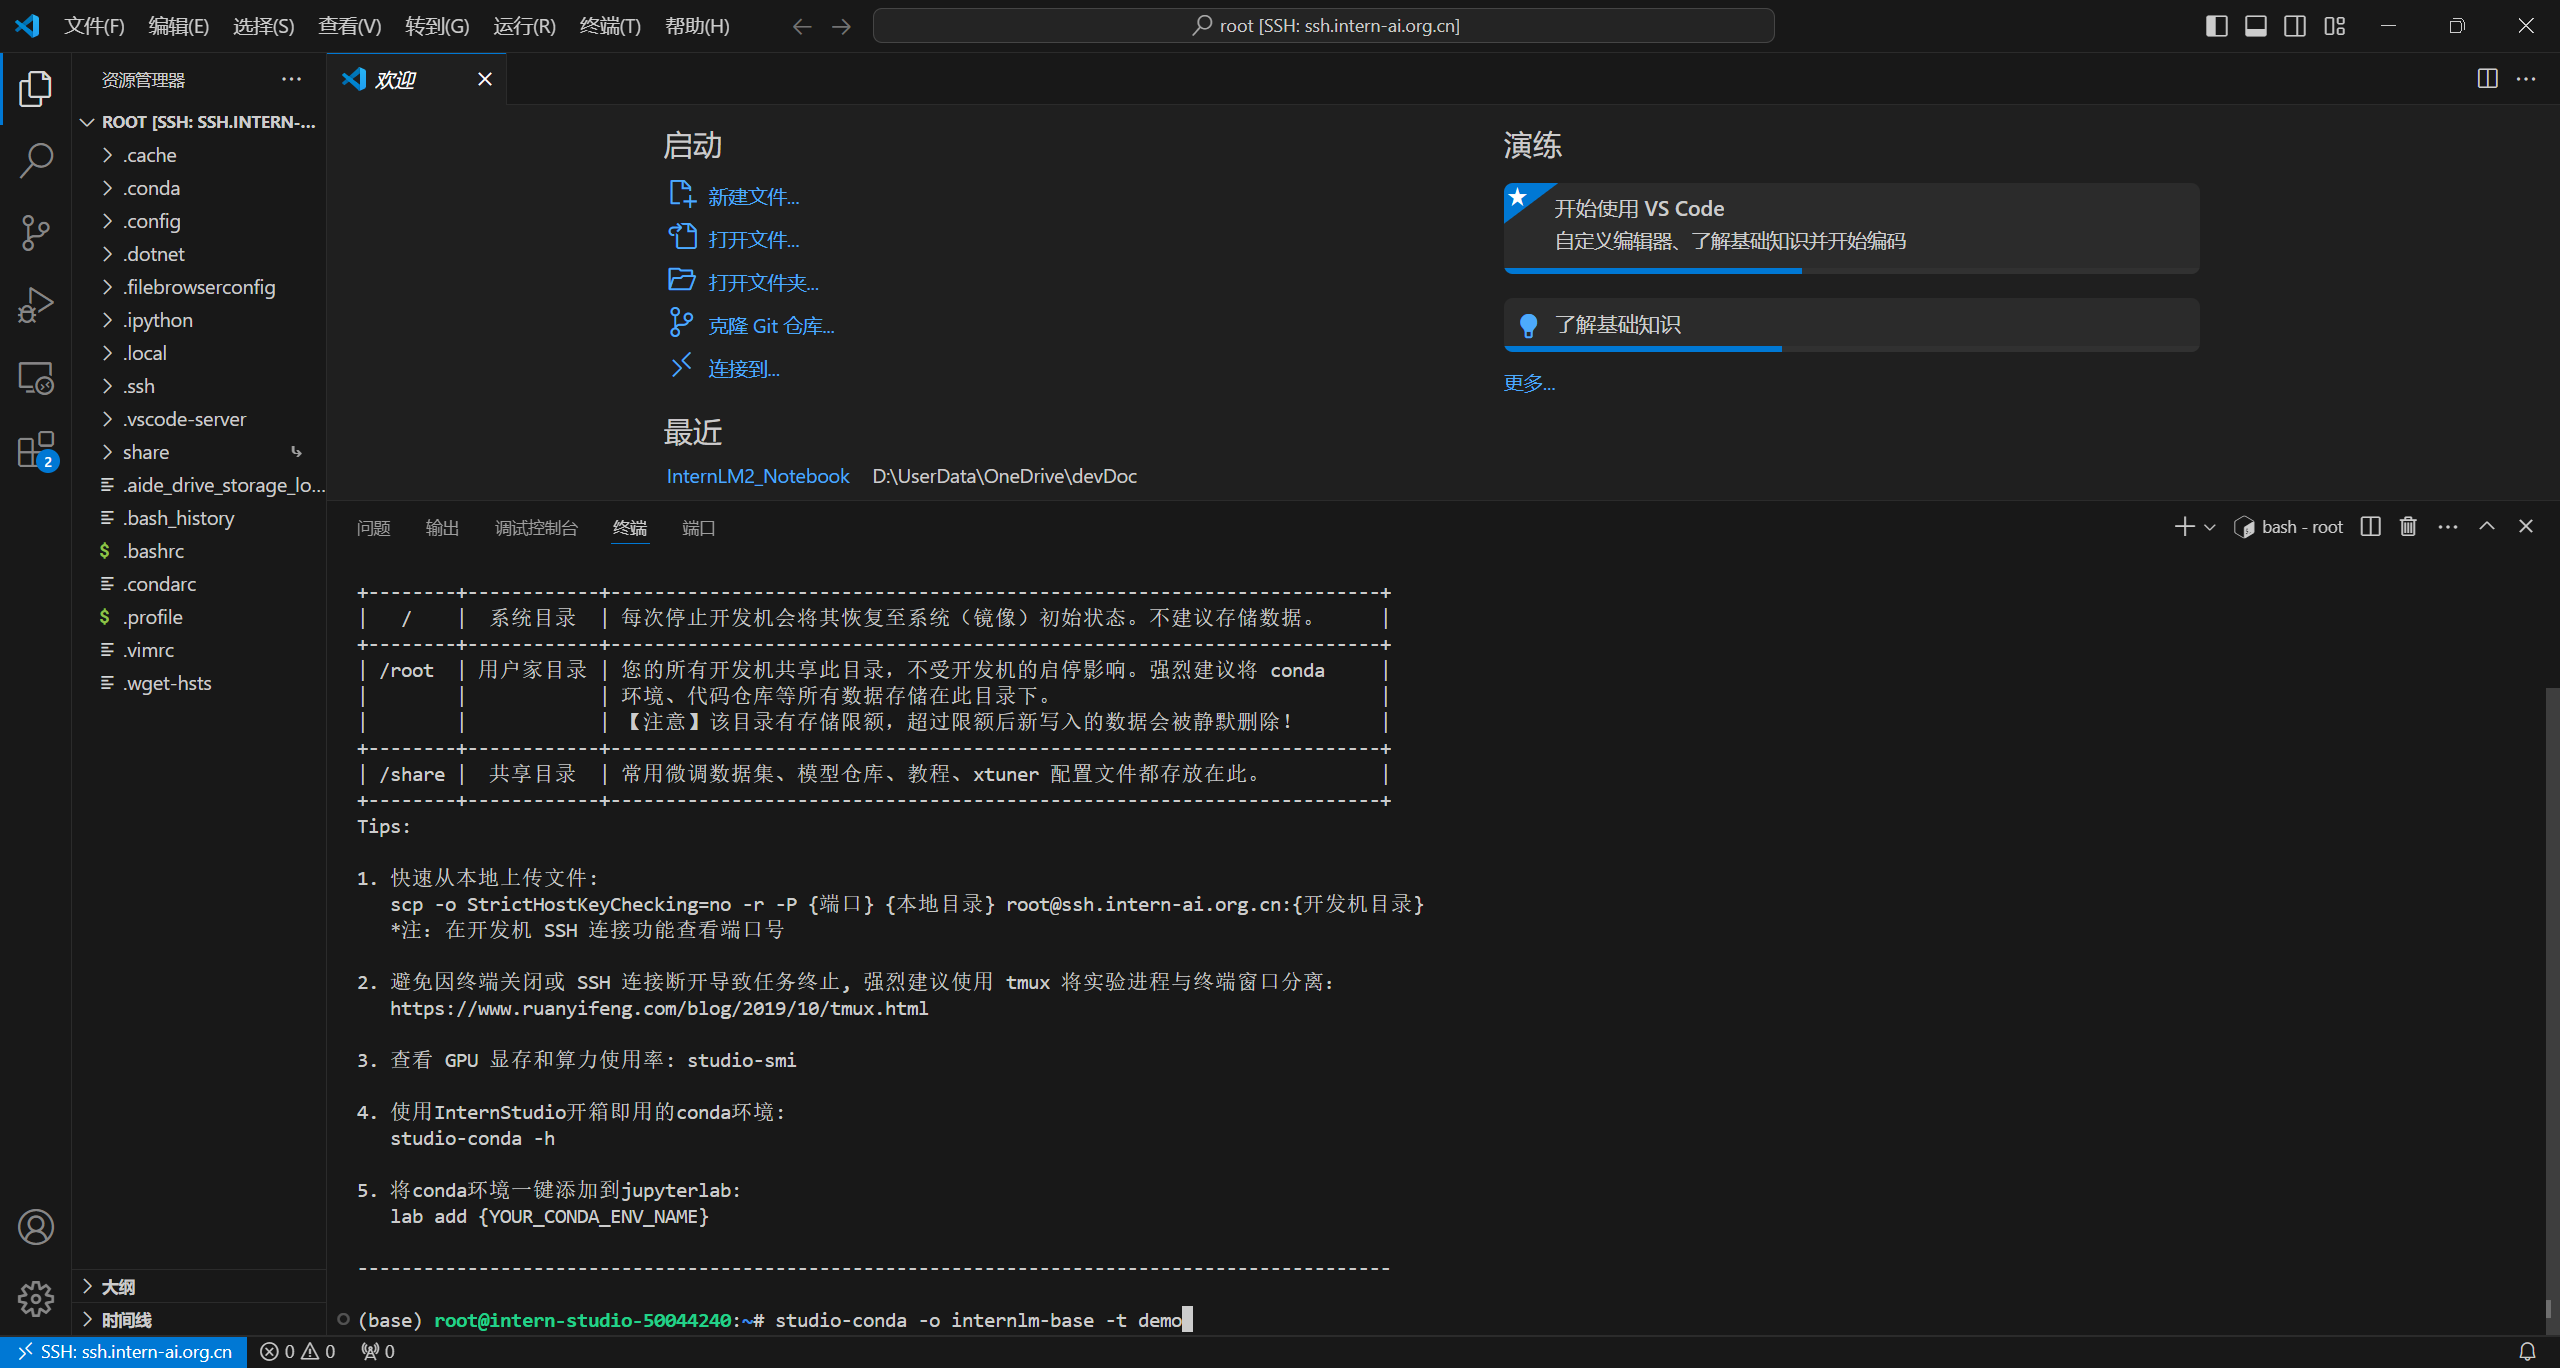 文件(F) 编辑(E) 选择(S) 查看(V) 转到(G) 运行(R) 终端(T) 帮助(H)
root [SSH: ssh.intern-ai.org.cn]
资源管理器
ROOT [SSH: SSH.INTERN-...
.cache
.conda
.config
.dotnet
.filebrowserconfig
.ipython
.local
.ssh
.vscode-server
share
.aide_drive_storage_lo...
.bash_history
$ .bashrc
.condarc
$ .profile
.vimrc
.wget-hsts
大纲
时间线
2
欢迎
启动
新建文件...
打开文件...
打开文件夹...
克隆 Git 仓库...
连接到...
最近
InternLM2_Notebook D:\UserData\OneDrive\devDoc
演练
开始使用 VS Code
自定义编辑器、了解基础知识并开始编码
了解基础知识
更多...
问题 输出 调试控制台 终端 端口
bash - root
+--------+------------+----------------------------------------------------------------------+
| / | 系统目录 | 每次停止开发机会将其恢复至系统（镜像）初始状态。不建议存储数据。 |
+--------+------------+----------------------------------------------------------------------+
| /root | 用户家目录 | 您的所有开发机共享此目录，不受开发机的启停影响。强烈建议将 conda |
| | | 环境、代码仓库等所有数据存储在此目录下。 |
| | | 【注意】该目录有存储限额，超过限额后新写入的数据会被静默删除！ |
+--------+------------+----------------------------------------------------------------------+
| /share | 共享目录 | 常用微调数据集、模型仓库、教程、xtuner 配置文件都存放在此。 |
+--------+------------+----------------------------------------------------------------------+
Tips:
1. 快速从本地上传文件：
scp -o StrictHostKeyChecking=no -r -P {端口} {本地目录} root@ssh.intern-ai.org.cn:{开发机目录}
*注：在开发机 SSH 连接功能查看端口号
2. 避免因终端关闭或 SSH 连接断开导致任务终止, 强烈建议使用 tmux 将实验进程与终端窗口分离：
https://www.ruanyifeng.com/blog/2019/10/tmux.html
3. 查看 GPU 显存和算力使用率: studio-smi
4. 使用InternStudio开箱即用的conda环境:
studio-conda -h
5. 将conda环境一键添加到jupyterlab:
lab add {YOUR_CONDA_ENV_NAME}
----------------------------------------------------------------------------------------------
(base) root@intern-studio-50044240:~# studio-conda -o internlm-base -t demo
SSH: ssh.intern-ai.org.cn 0 0 0